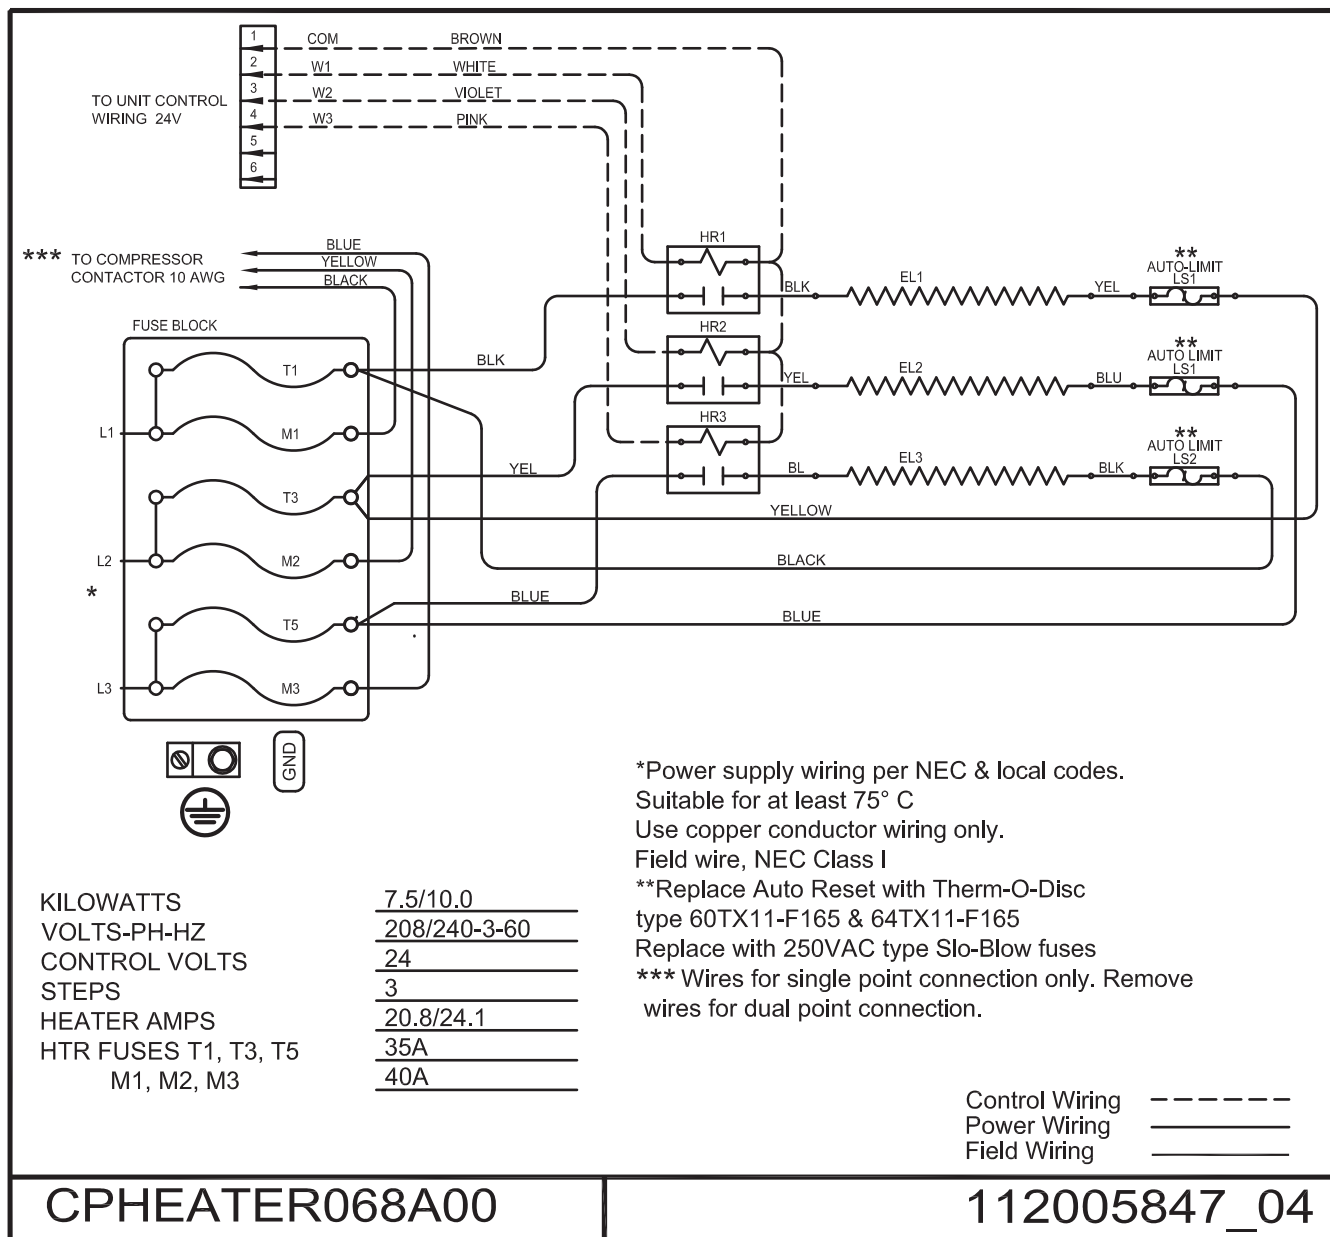 1
COM BROWN
2
W1 WHITE
3
W2 VIOLET
TO UNIT CONTROL
WIRING 24V
4
W3 PINK
5
6
HR1
*** TO COMPRESSOR
CONTACTOR 10 AWG
BLUE
YELLOW
BLACK
**
AUTO-LIMIT
LS1
BLK EL1 YEL
FUSE BLOCK
HR2
**
AUTO LIMIT
LS1
T1 BLK
YEL EL2 BLU
HR3
L1 M1
**
AUTO LIMIT
LS2
YEL BL EL3 BLK
T3
YELLOW
L2 M2 BLACK
*
BLUE
T5 BLUE
L3 M3
GND
*Power supply wiring per NEC & local codes.
Suitable for at least 75° C
Use copper conductor wiring only.
Field wire, NEC Class I
**Replace Auto Reset with Therm-O-Disc
type 60TX11-F165 & 64TX11-F165
Replace with 250VAC type Slo-Blow fuses
*** Wires for single point connection only. Remove
wires for dual point connection.
KILOWATTS 7.5/10.0
VOLTS-PH-HZ 208/240-3-60
CONTROL VOLTS 24
STEPS 3
HEATER AMPS 20.8/24.1
HTR FUSES T1, T3, T5 35A
M1, M2, M3 40A
Control Wiring
Power Wiring
Field Wiring
CPHEATER068A00 112005847_04